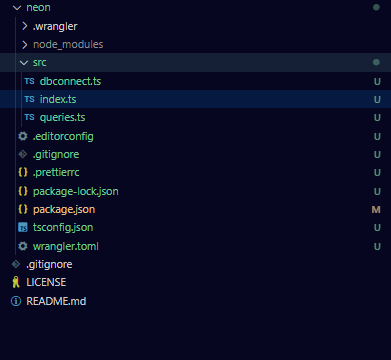 neon
.wrangler
node_modules
src
TS dbconnect.ts U
TS index.ts U
TS queries.ts U
.editorconfig U
.gitignore U
{} .prettierrc U
{} package-lock.json U
{} package.json M
TS tsconfig.json U
wrangler.toml U
.gitignore
LICENSE
README.md